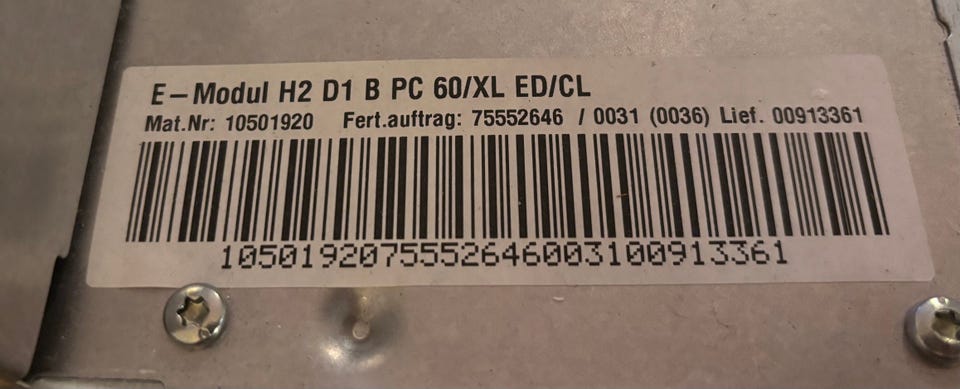 E-Modul H2 D1 B PC 60/XL ED/CL
Mat.Nr: 10501920 Fert.auftrag: 75552646 / 0031 (0036) Lief. 00913361
1050192075552646003100913361